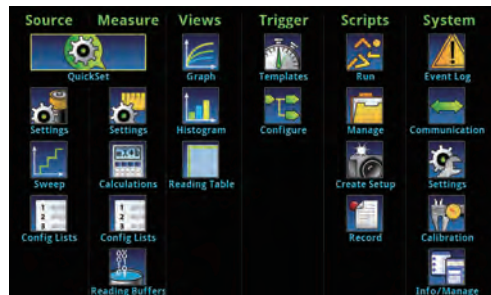 Source Measure Views Trigger Scripts System
QuickSet Graph Templates Run Event Log
Settings Settings Histogram Configure Manage Communication
Sweep Calculations Reading Table Create Setup Settings
Config Lists Config Lists Record Calibration
Reading Buffers Info/Manage